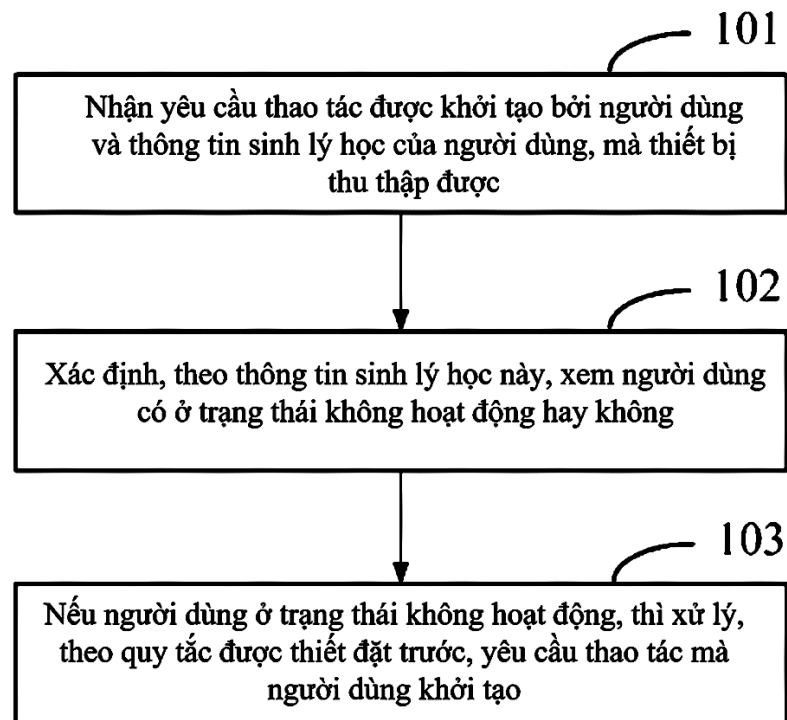 101
Nhận yêu cầu thao tác được khởi tạo bởi người dùng
và thông tin sinh lý học của người dùng, mà thiết bị
thu thập được
102
Xác định, theo thông tin sinh lý học này, xem người dùng
có ở trạng thái không hoạt động hay không
103
Nếu người dùng ở trạng thái không hoạt động, thì xử lý,
theo quy tắc được thiết đặt trước, yêu cầu thao tác mà
người dùng khởi tạo